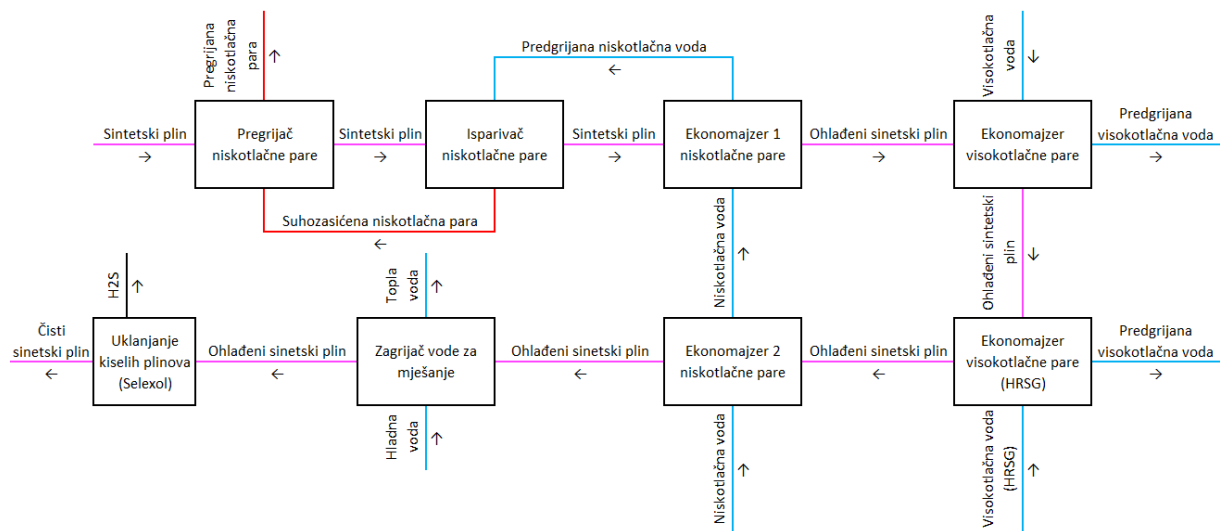 Pregrijana
niskotlačna
para
Predgrijana niskotlačna voda
Visokotlačna
voda
Sintetski plin
Pregrijač
niskotlačne pare
Sintetski plin
Isparivač
niskotlačne pare
Sintetski plin
Ekonomajzer 1
niskotlačne pare
Ohlađeni sinetski plin
Ekonomajzer
visokotlačne pare
Predgrijana
visokotlačna voda
Suhozasićena niskotlačna para
H2S
Topla
voda
Niskotlačna voda
Ohlađeni sintetski
plin
Čisti
sinetski plin
Uklanjanje
kiselih plinova
(Selexol)
Ohlađeni sinetski plin
Zagrijač vode za
mješanje
Ohlađeni sinetski plin
Ekonomajzer 2
niskotlačne pare
Ohlađeni sinetski plin
Ekonomajzer
visokotlačne pare
(HRSG)
Predgrijana
visokotlačna voda
Hladna
voda
Niskotlačna voda
Visokotlačna voda
(HRSG)